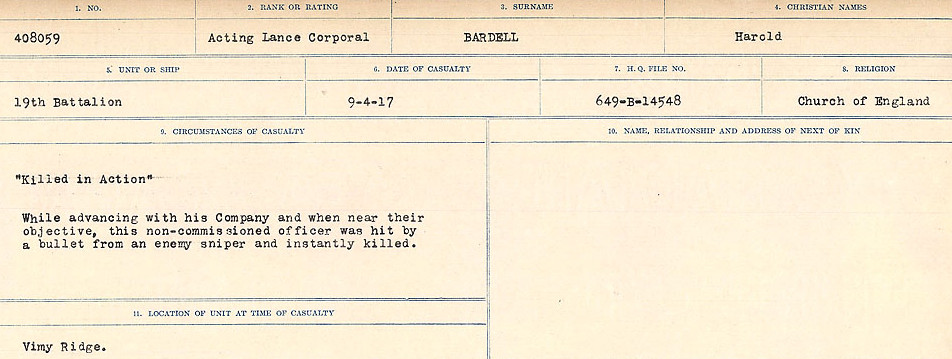 1. NO.
2. RANK OR RATING
3. SURNAME
4. CHRISTIAN NAMES
408059
Acting Lance Corporal
BARDELL
Harold
5. UNIT OR SHIP
6. DATE OF CASUALTY
7. H. Q. FILE NO.
8. RELIGION
19th Battalion
9-4-17
649-B-14548
Church of England
9. CIRCUMSTANCES OF CASUALTY
10. NAME, RELATIONSHIP AND ADDRESS OF NEXT OF KIN
"Killed in Action"
While advancing with his Company and when near their
objective, this non-commissioned officer was hit by
a bullet from an enemy sniper and instantly killed.
11. LOCATION OF UNIT AT TIME OF CASUALTY
Vimy Ridge.